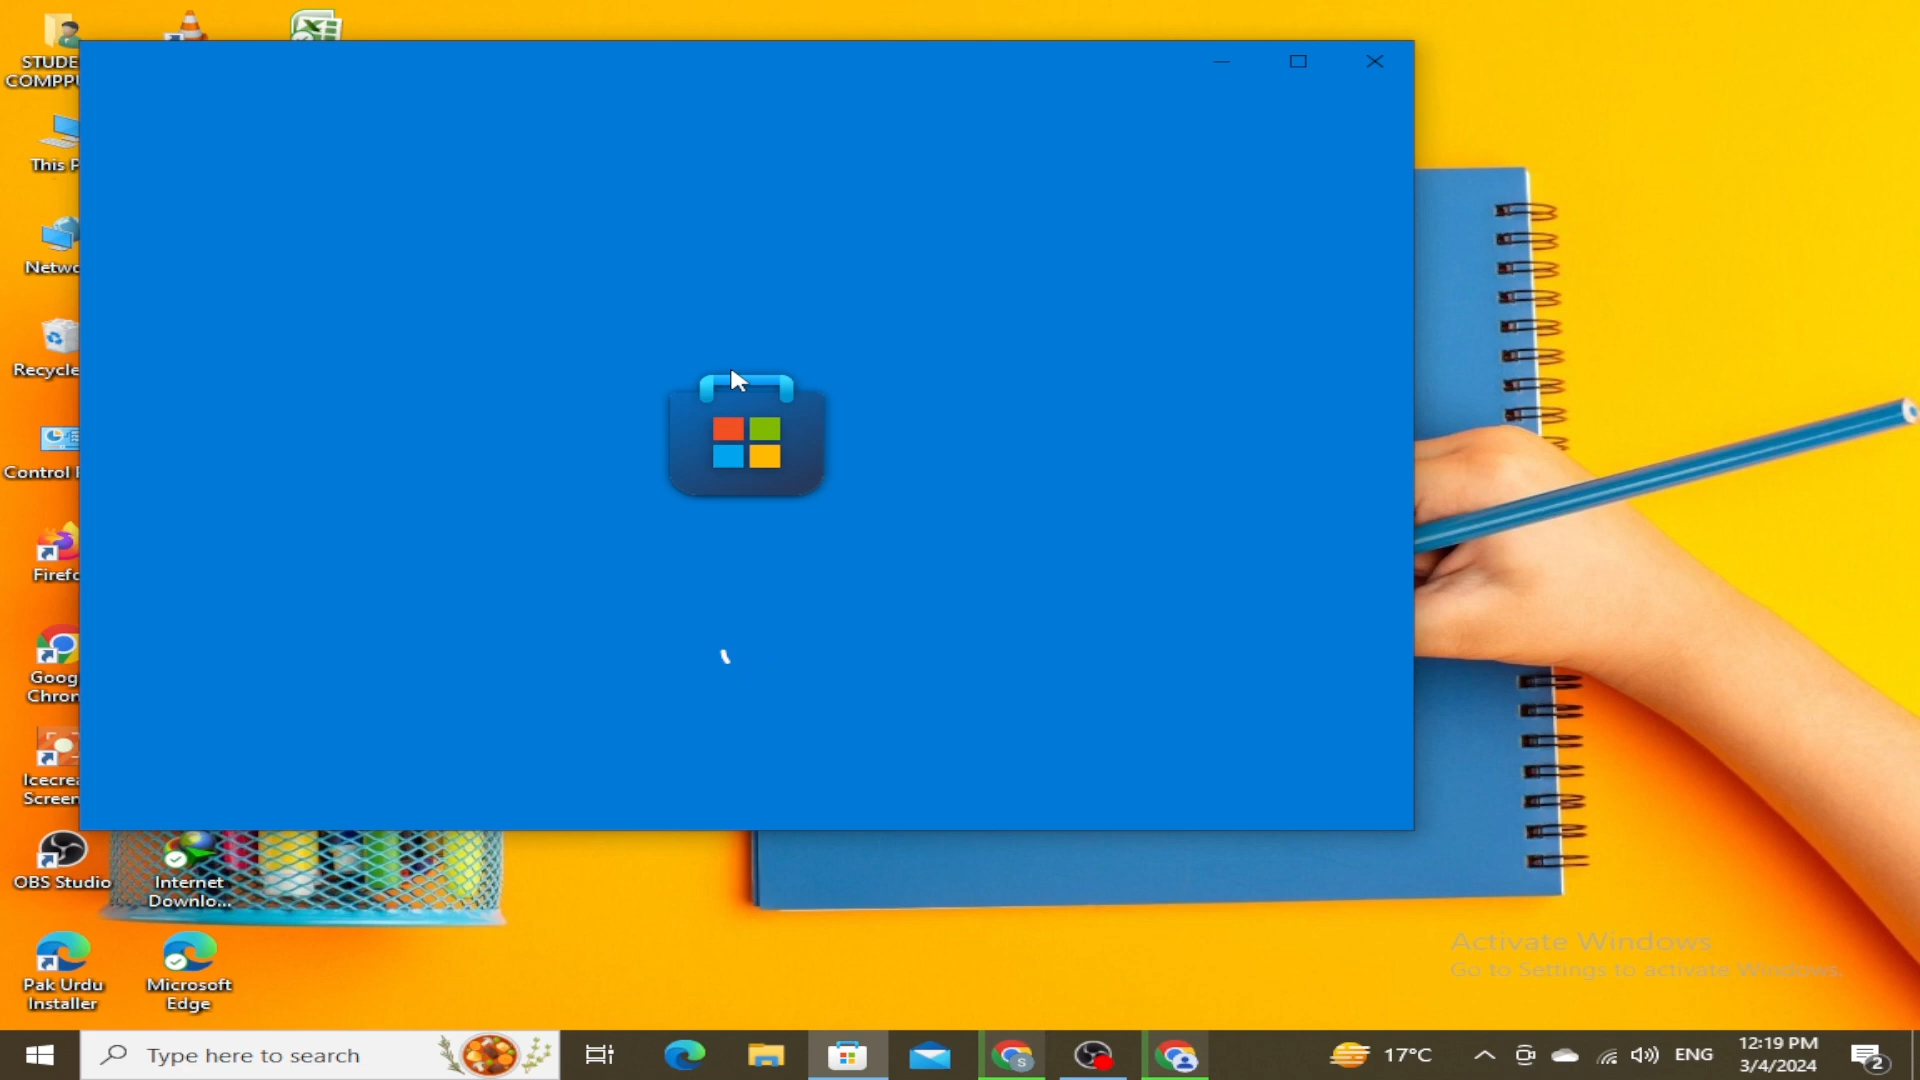 STUDE
COMPPU
This P
Netwo
Recycle
Control P
Firefo
Goog
Chron
Icecrea
Screen
OBS Studio
Internet
Downlo...
Pak Urdu
Installer
Microsoft
Edge
Activate Windows
Go to Settings to activate Windows.
Type here to search
S
17°C
ENG
12:19 PM
3/4/2024
2